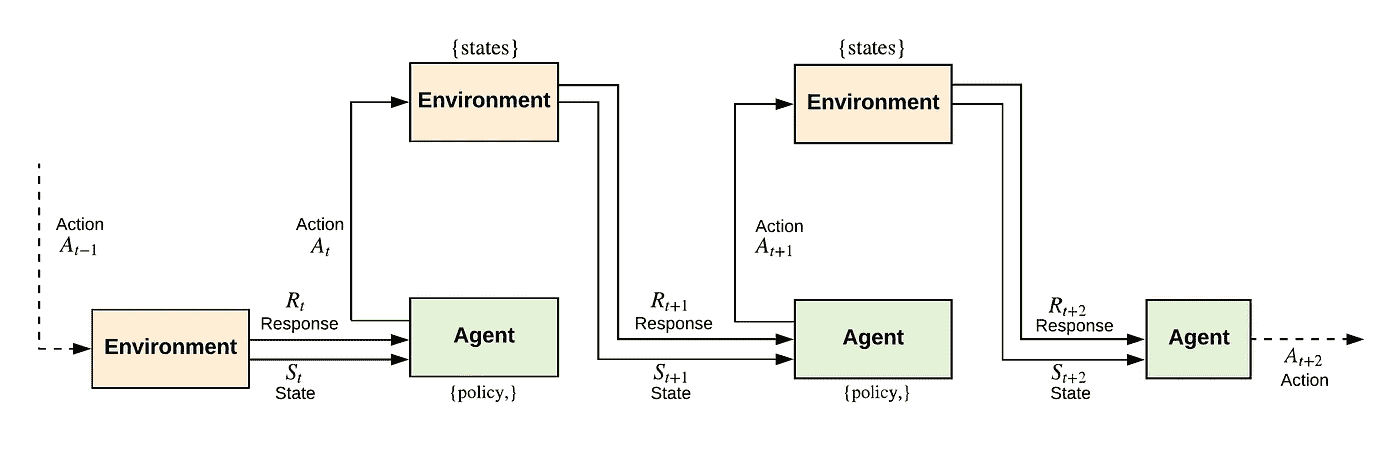 {states}
{states}
Environment
Environment
Action
A_{t−1}
Action
A_t
Action
A_{t+1}
R_t
Response
R_{t+1}
Response
R_{t+2}
Response
Environment
Agent
Agent
Agent
S_t
State
S_{t+1}
State
S_{t+2}
State
A_{t+2}
Action
{policy,}
{policy,}